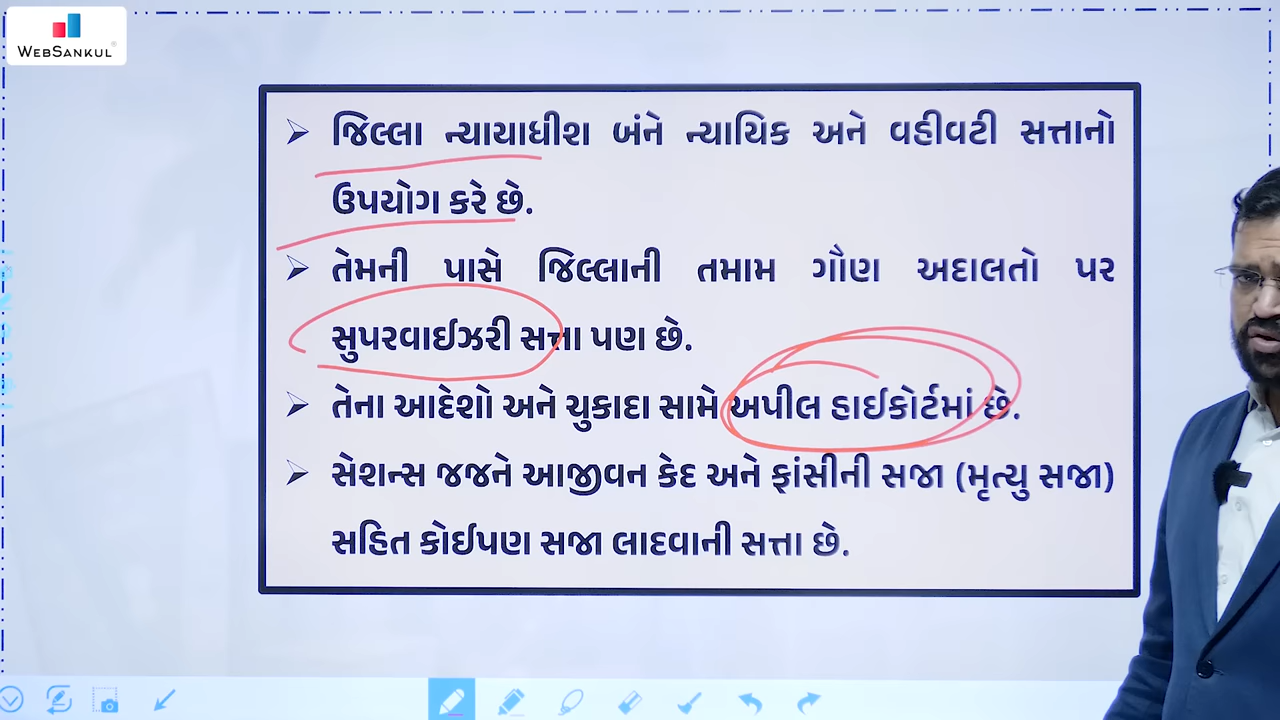 WEBSANKUL
જિલ્લા ન્યાયાધીશ બંને ન્યાયિક અને વહીવટી સત્તાનો
ઉપયોગ કરે છે.
તેમની પાસે જિલ્લાની તમામ ગૌણ અદાલતો પર
સુપરવાઈઝરી સત્તા પણ છે.
તેના આદેશો અને ચુકાદા સામે અપીલ હાઈકોર્ટમાં છે.
સેશન્સ જજને આજીવન કેદ અને ફાંસીની સજા (મૃત્યુ સજા)
સહિત કોઈપણ સજા લાદવાની સત્તા છે.